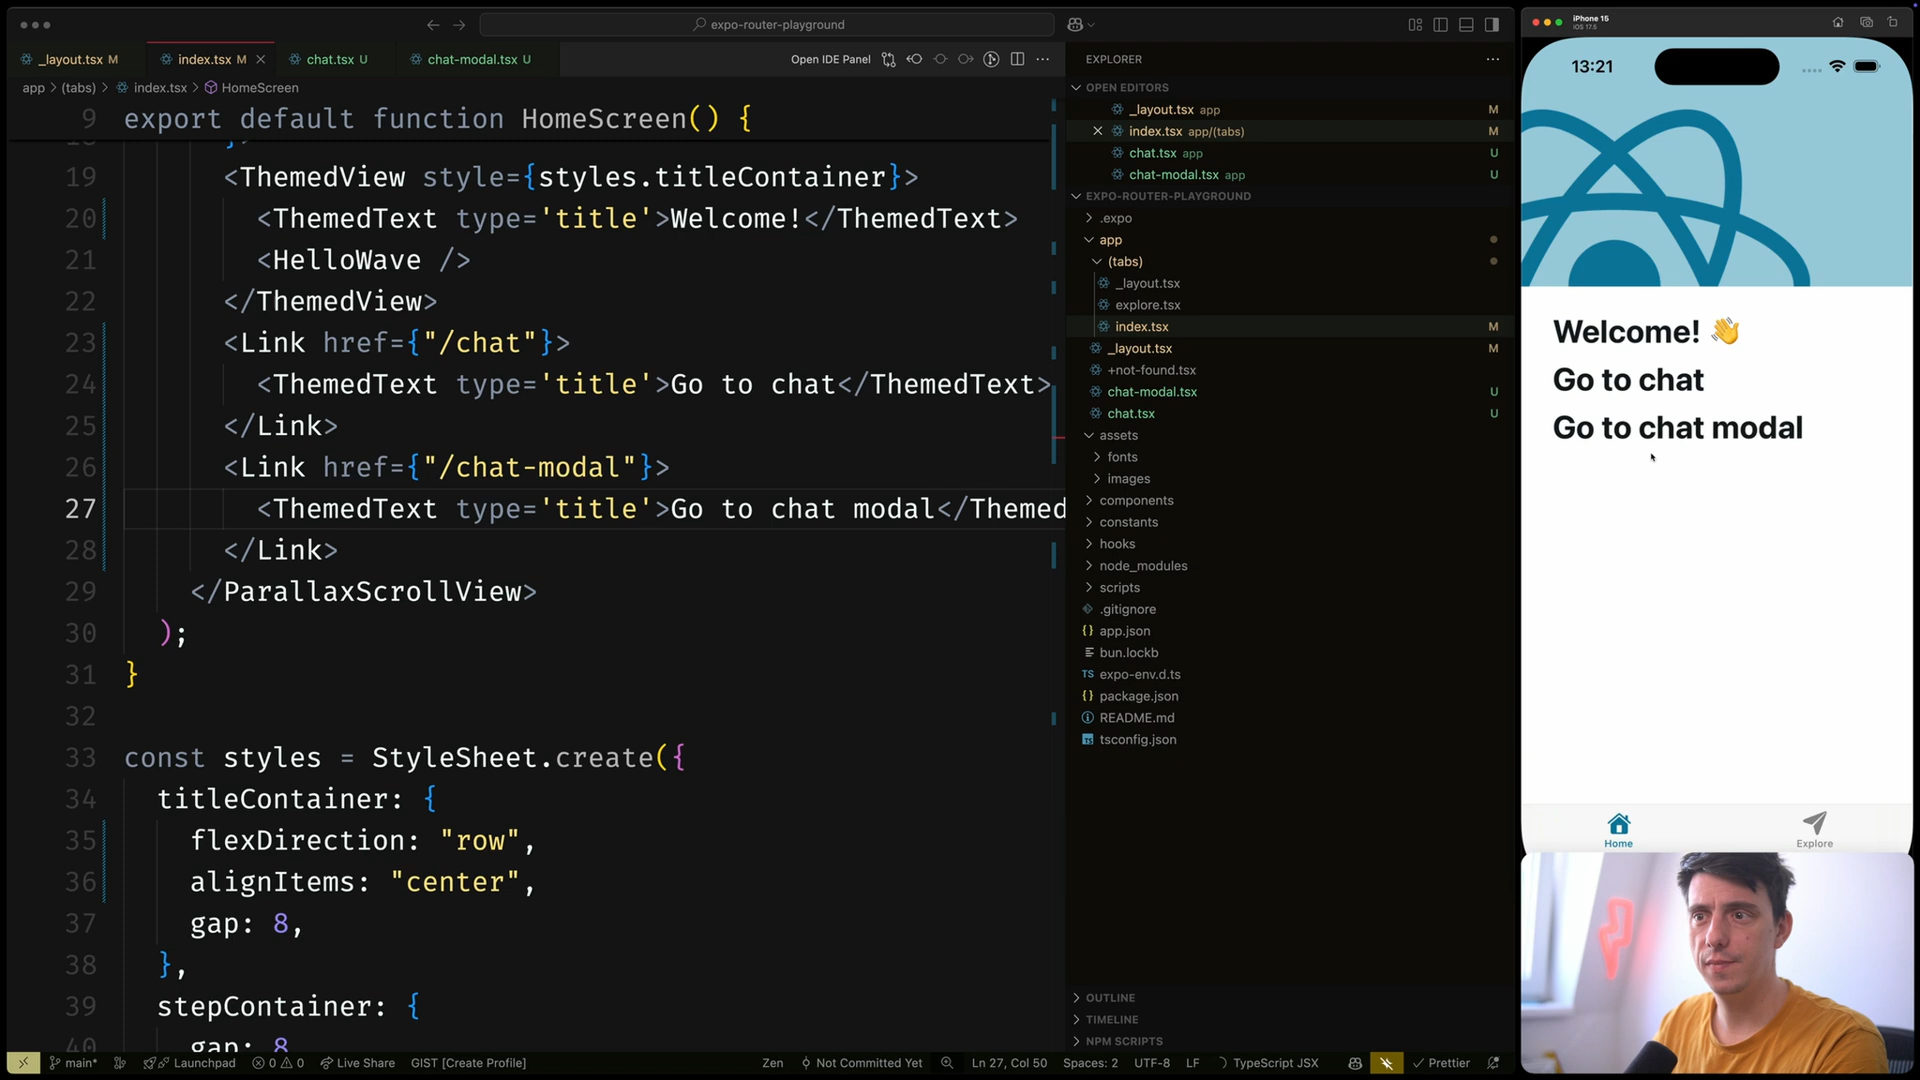 expo-router-playground
_layout.tsx M
index.tsx M
chat.tsx U
chat-modal.tsx U
Open IDE Panel
app > (tabs) > index.tsx > HomeScreen
9 export default function HomeScreen() {
19 <ThemedView style={styles.titleContainer}>
20 <ThemedText type='title'>Welcome!</ThemedText>
21 <HelloWave />
22 </ThemedView>
23 <Link href={"/chat"}>
24 <ThemedText type='title'>Go to chat</ThemedText>
25 </Link>
26 <Link href={"/chat-modal"}>
27 <ThemedText type='title'>Go to chat modal</Themed
28 </Link>
29 </ParallaxScrollView>
30 );
31 }
32
33 const styles = StyleSheet.create({
34 titleContainer: {
35 flexDirection: "row",
36 alignItems: "center",
37 gap: 8,
38 },
39 stepContainer: {
40 gap: 8
EXPLORER
OPEN EDITORS
_layout.tsx app M
index.tsx app/(tabs) M
chat.tsx app U
chat-modal.tsx app U
EXPO-ROUTER-PLAYGROUND
.expo
app
(tabs)
_layout.tsx
explore.tsx
index.tsx M
_layout.tsx M
+not-found.tsx
chat-modal.tsx U
chat.tsx U
assets
fonts
images
components
constants
hooks
node_modules
scripts
.gitignore
{} app.json
bun.lockb
TS expo-env.d.ts
{} package.json
README.md
tsconfig.json
OUTLINE
TIMELINE
NPM SCRIPTS
main*
Launchpad
0 0
Live Share
GIST [Create Profile]
Zen
Not Committed Yet
Ln 27, Col 50
Spaces: 2
UTF-8
LF
TypeScript JSX
Prettier
iPhone 15
iOS 17.5
13:21
Welcome! 👋
Go to chat
Go to chat modal
Home
Explore